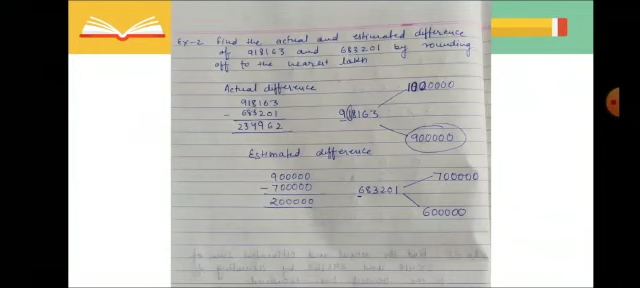 Ex-2 Find the actual and estimated difference
of 918163 and 683201 by rounding
off to the nearest lakh
Actual difference
1000000
918163
- 683201
918163
234962
900000
Estimated difference
900000
700000
- 700000
683201
200000
600000